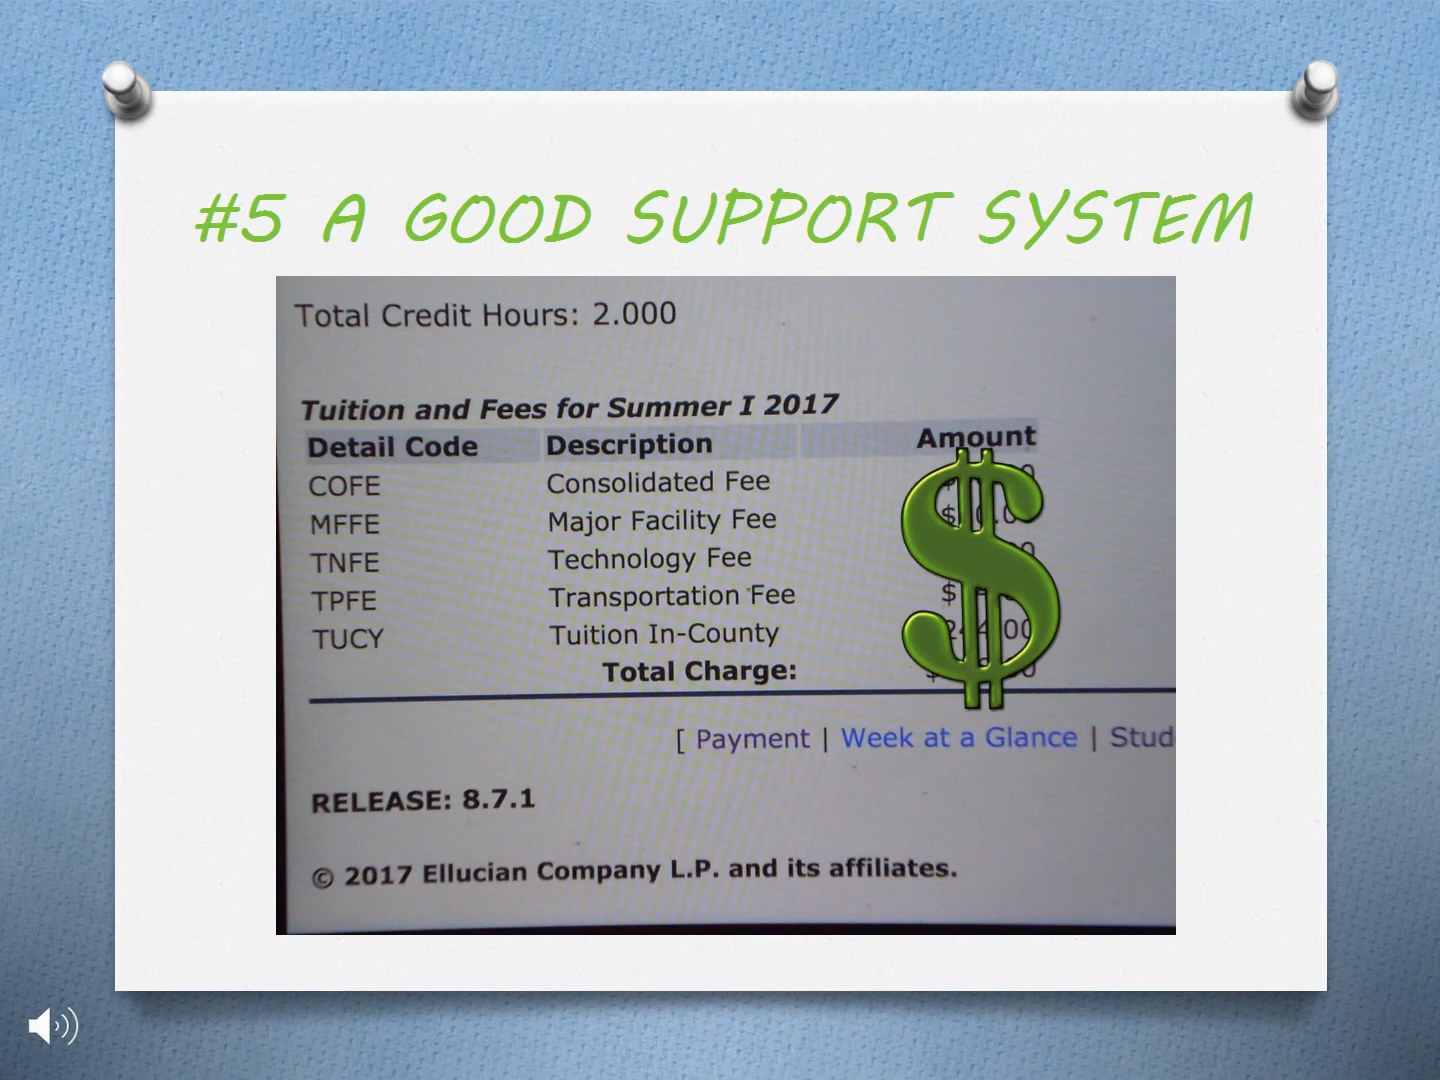 #5 A GOOD SUPPORT SYSTEM
Total Credit Hours: 2.000
Tuition and Fees for Summer I 2017
Detail Code Description Amount
COFE Consolidated Fee
MFFE Major Facility Fee
TNFE Technology Fee
TPFE Transportation Fee
TUCY Tuition In-County
Total Charge:
[ Payment | Week at a Glance |
RELEASE: 8.7.1
© 2017 Ellucian Company L.P. and its affiliates.